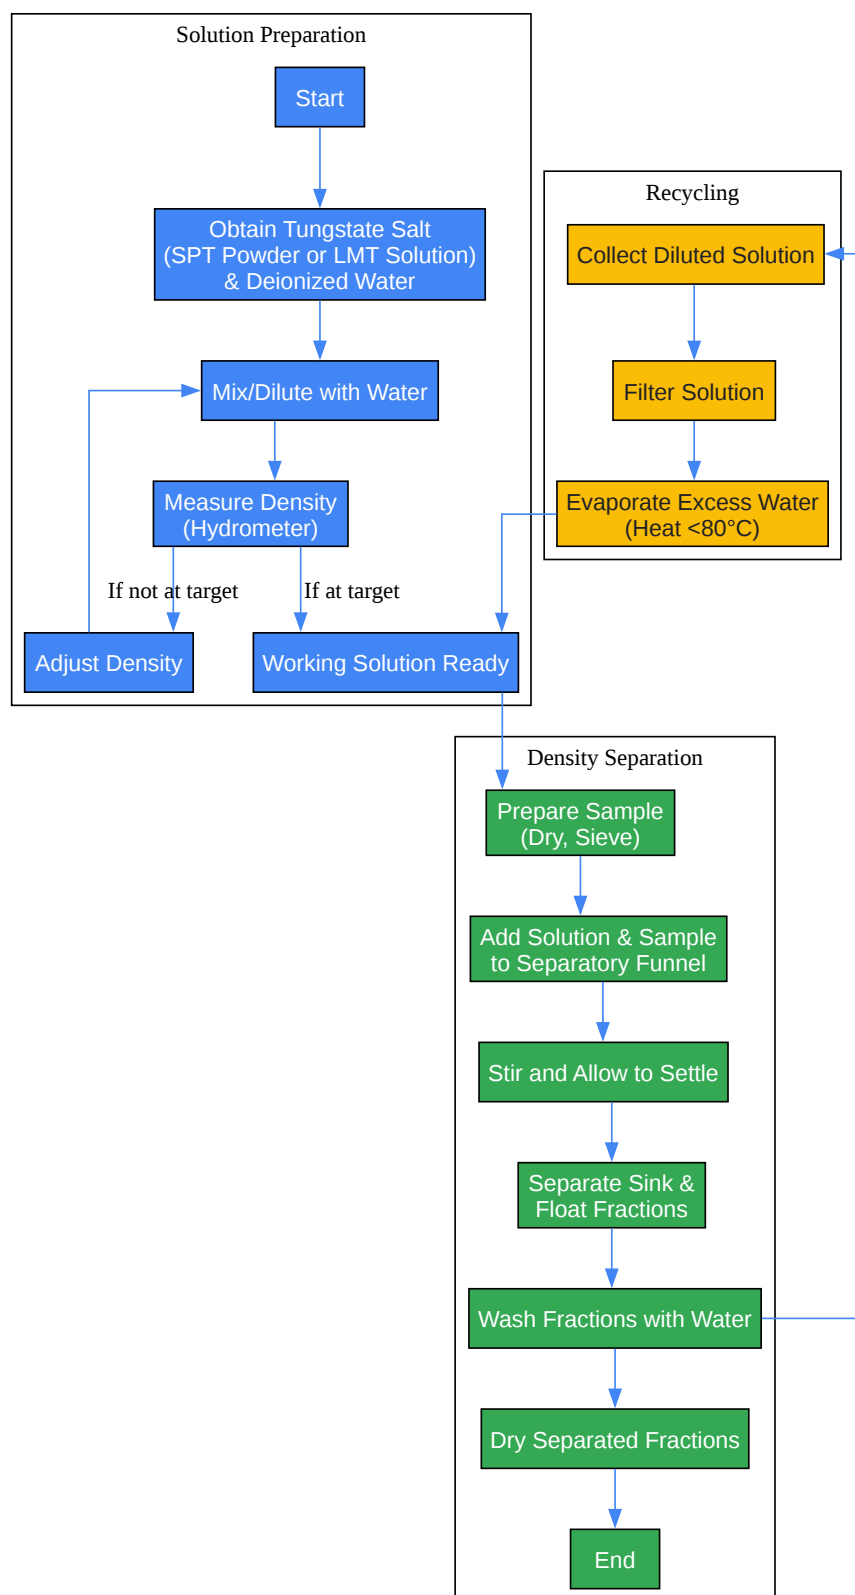 Solution Preparation
Start
Obtain Tungstate Salt
(SPT Powder or LMT Solution)
& Deionized Water
Mix/Dilute with Water
Measure Density
(Hydrometer)
If not at target
If at target
Adjust Density
Working Solution Ready
Recycling
Collect Diluted Solution
Filter Solution
Evaporate Excess Water
(Heat <80°C)
Density Separation
Prepare Sample
(Dry, Sieve)
Add Solution & Sample
to Separatory Funnel
Stir and Allow to Settle
Separate Sink &
Float Fractions
Wash Fractions with Water
Dry Separated Fractions
End